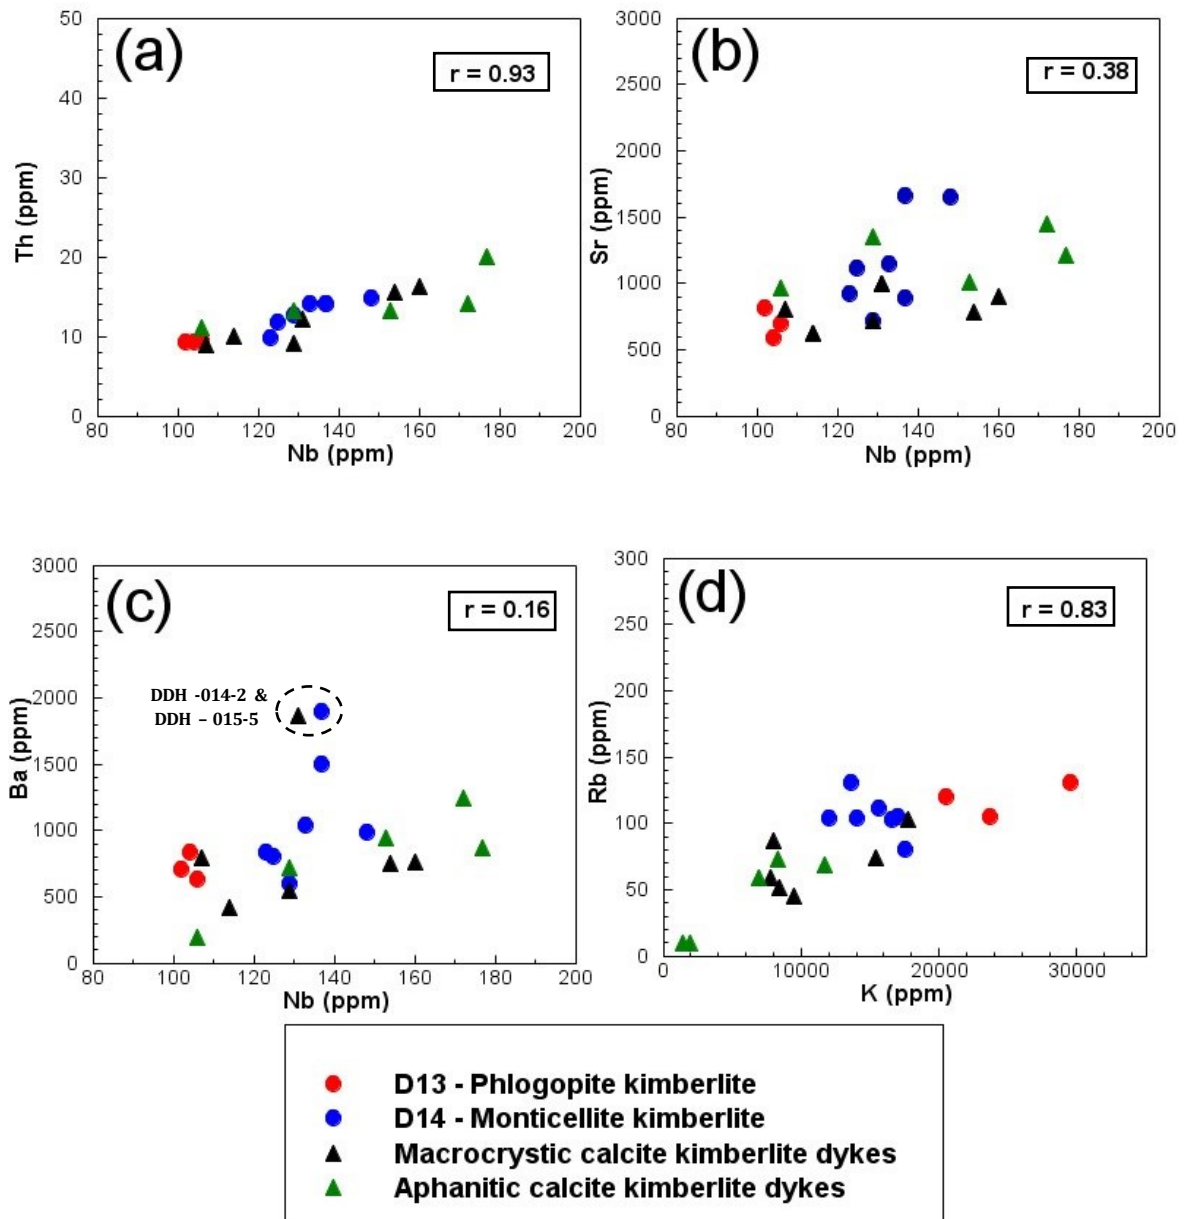 (a)
r = 0.93
50
40
30
20
10
0
Th (ppm)
80 100 120 140 160 180 200
Nb (ppm)
(b)
r = 0.38
3000
2500
2000
1500
1000
500
0
Sr (ppm)
80 100 120 140 160 180 200
Nb (ppm)
(c)
r = 0.16
3000
2500
2000
1500
1000
500
0
Ba (ppm)
DDH -014-2 &
DDH – 015-5
80 100 120 140 160 180 200
Nb (ppm)
(d)
r = 0.83
300
250
200
150
100
50
0
Rb (ppm)
0 10000 20000 30000
K (ppm)
D13 - Phlogopite kimberlite
D14 - Monticellite kimberlite
Macrocrystic calcite kimberlite dykes
Aphanitic calcite kimberlite dykes